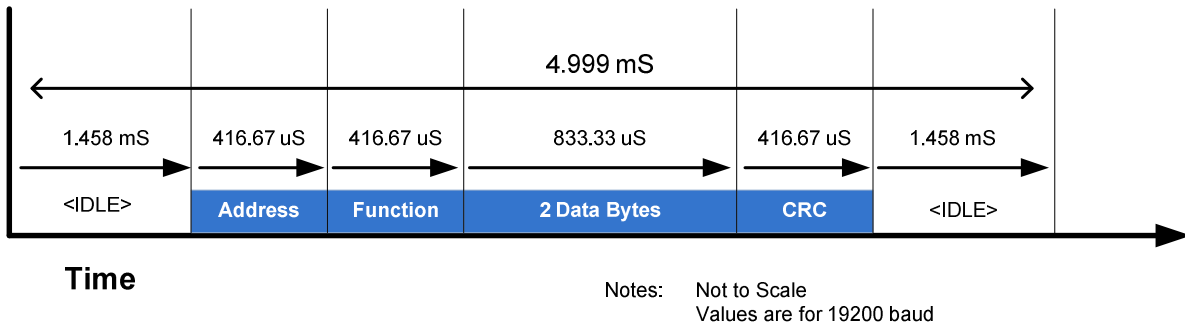 4.999 mS
1.458 mS 416.67 uS 416.67 uS 833.33 uS 416.67 uS 1.458 mS
<IDLE> Address Function 2 Data Bytes CRC <IDLE>
Time
Notes: Not to Scale
Values are for 19200 baud